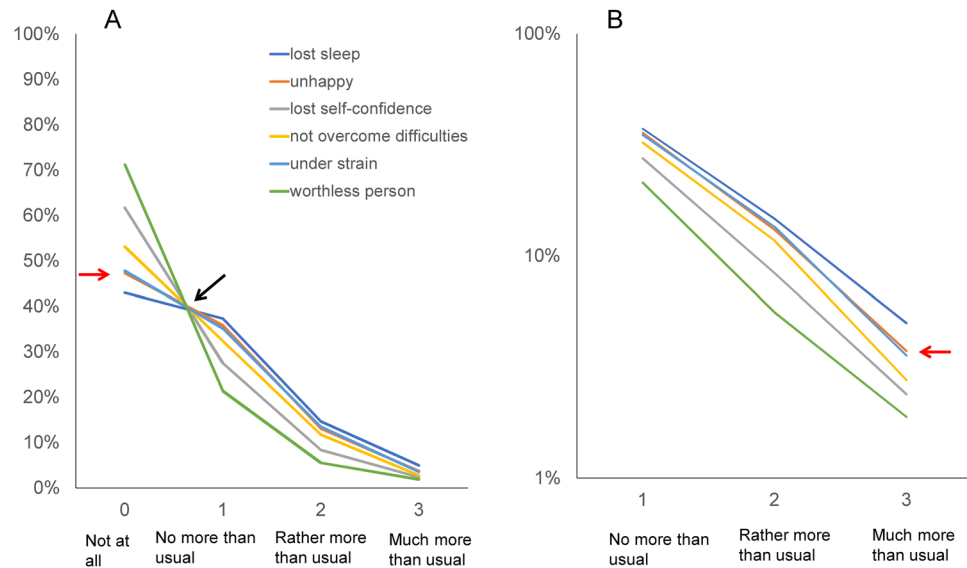 A
100%
90%
80%
70%
60%
50%
40%
30%
20%
10%
0%
lost sleep
unhappy
lost self-confidence
not overcome difficulties
under strain
worthless person
0
1
2
3
Not at
all
No more than
usual
Rather more
than usual
Much more
than usual
B
100%
10%
1%
1
2
3
No more than
usual
Rather more
than usual
Much more
than usual